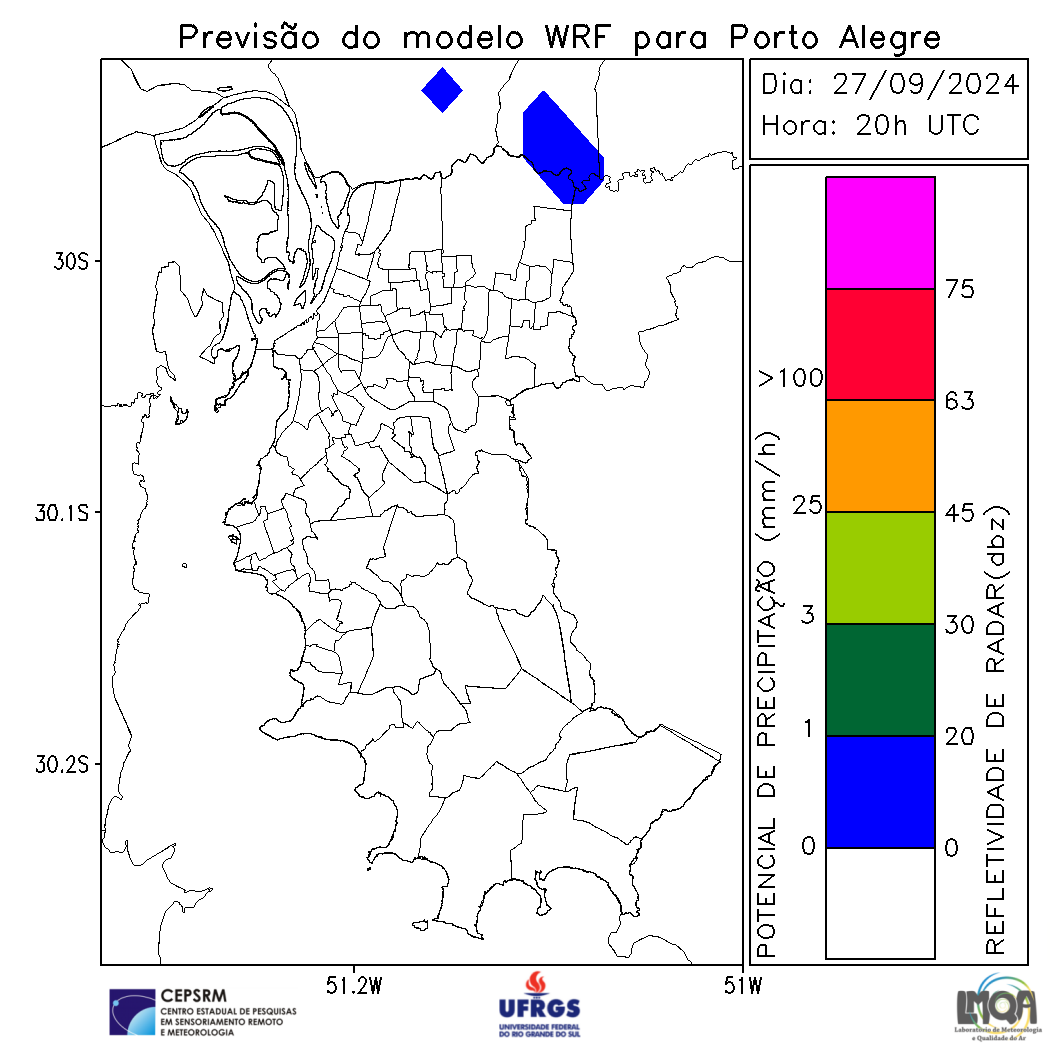 Previsão do modelo WRF para Porto Alegre
Dia: 27/09/2024
Hora: 20h UTC
30S
30.1S
30.2S
51.2W
51W
POTENCIAL DE PRECIPITAÇÃO (mm/h)
>100
25
3
1
0
75
63
45
30
20
0
REFLETIVIDADE DE RADAR(dbz)
CEPSRM
CENTRO ESTADUAL DE PESQUISAS
EM SENSORIAMENTO REMOTO
E METEOROLOGIA
UFRGS
UNIVERSIDADE FEDERAL
DO RIO GRANDE DO SUL
LMQA
Laboratório de Meteorologia
e Qualidade do Ar